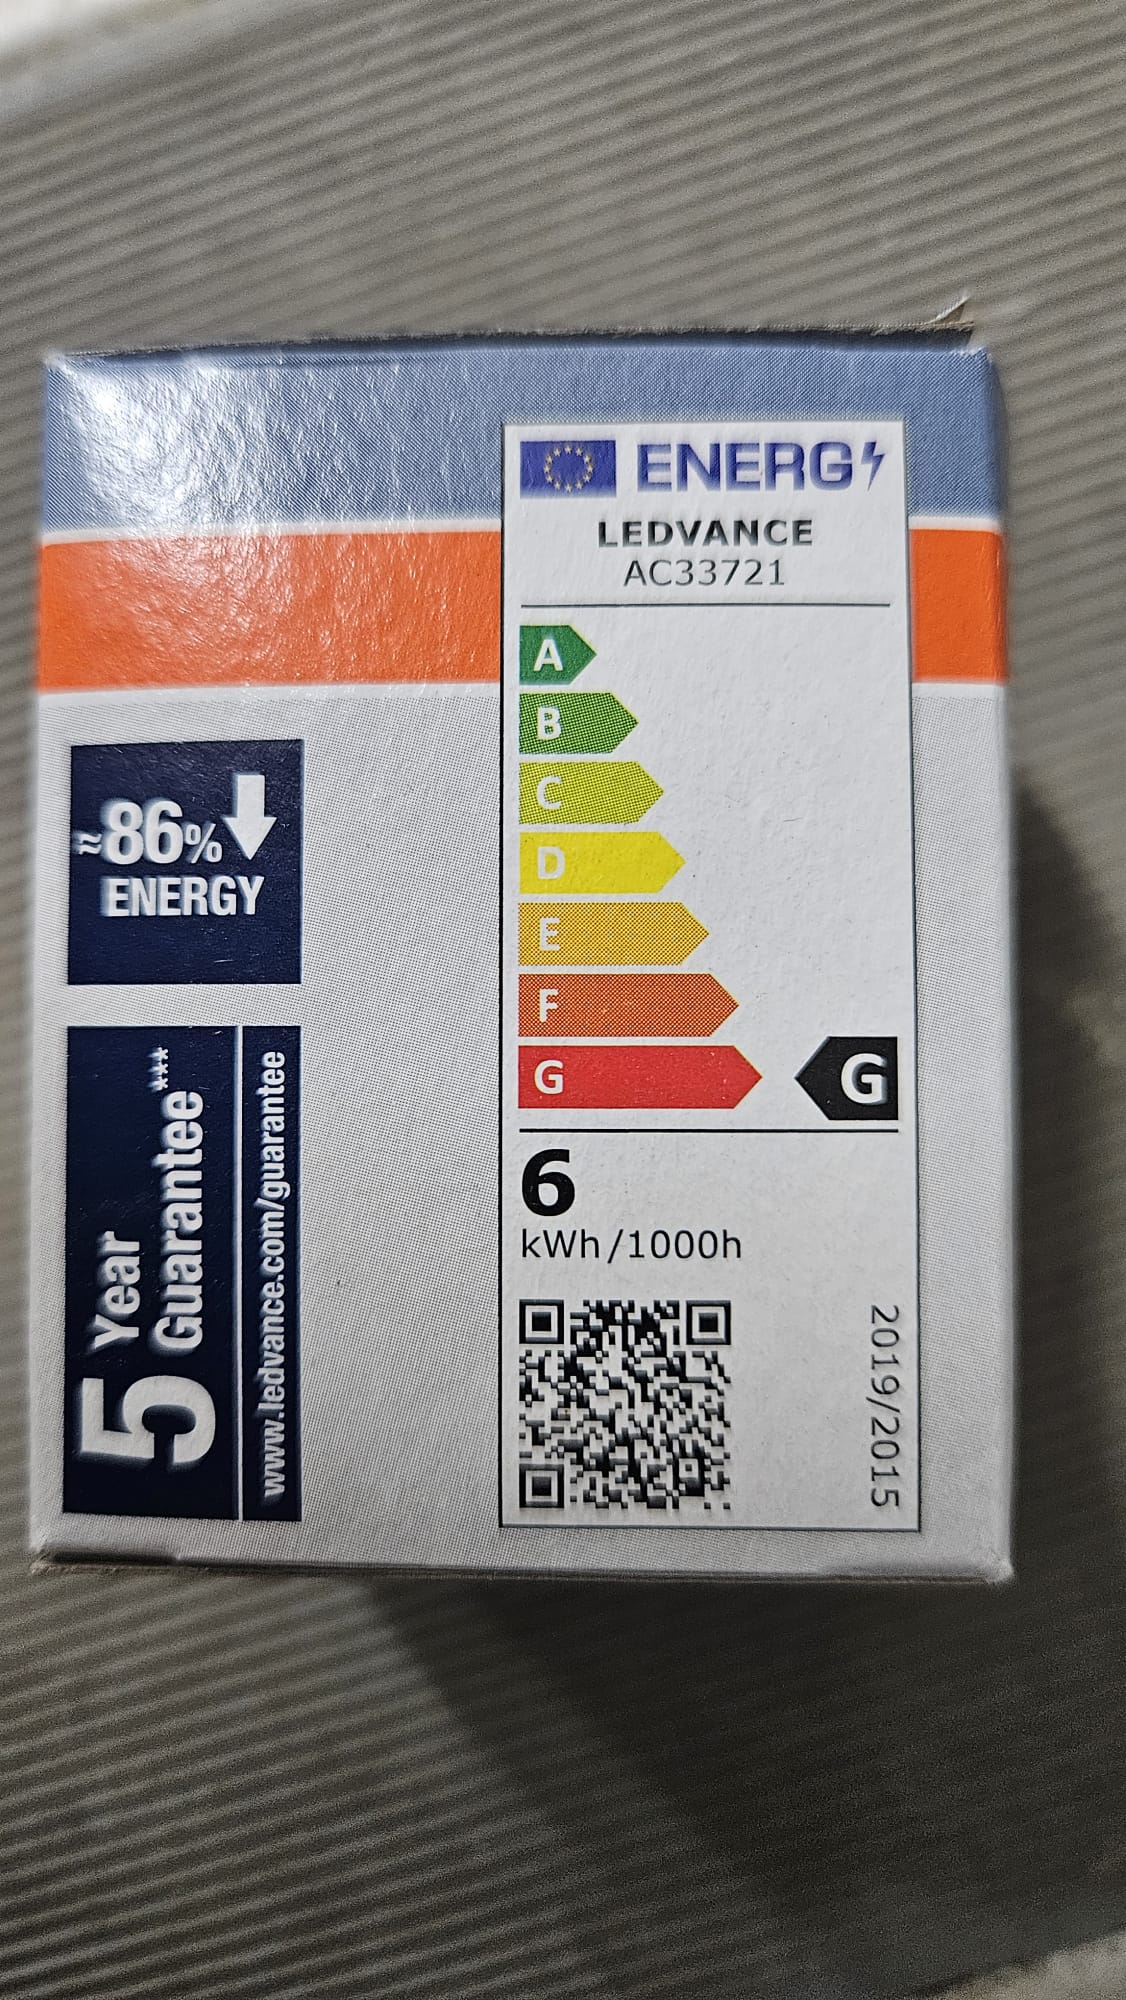 ENERG
LEDVANCE
AC33721
A
B
C
D
E
F
G
G
6
kWh/1000h
2019/2015
≈86%
ENERGY
5 Year
Guarantee***
www.ledvance.com/guarantee